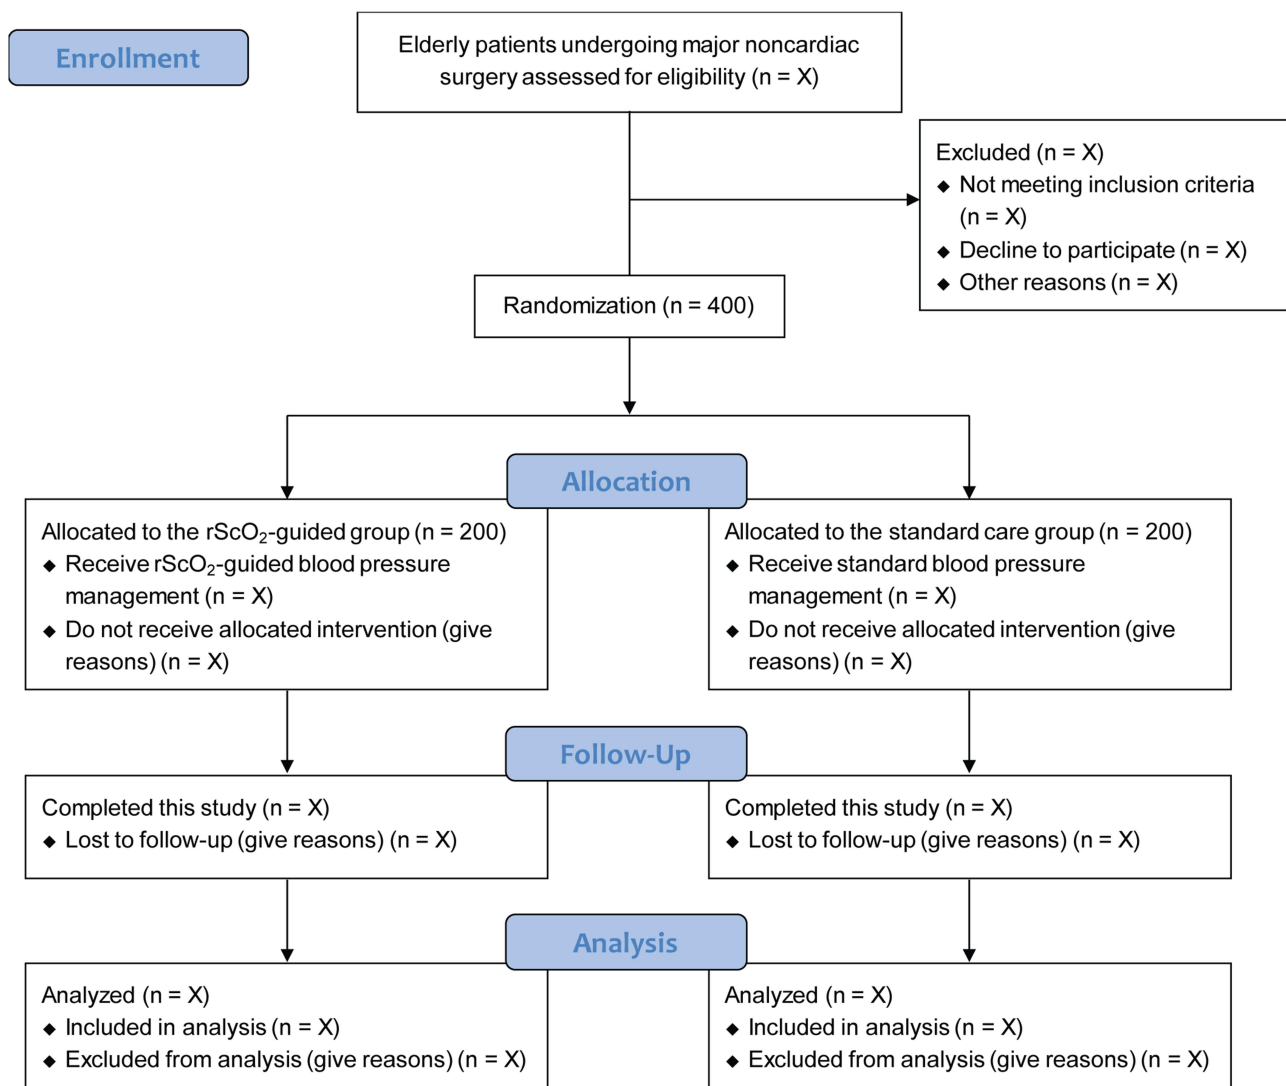 Enrollment
Elderly patients undergoing major noncardiac
surgery assessed for eligibility (n = X)
Excluded (n = X)
◆ Not meeting inclusion criteria
(n = X)
◆ Decline to participate (n = X)
◆ Other reasons (n = X)
Randomization (n = 400)
Allocation
Allocated to the rScO₂-guided group (n = 200)
◆ Receive rScO₂-guided blood pressure
management (n = X)
◆ Do not receive allocated intervention (give
reasons) (n = X)
Allocated to the standard care group (n = 200)
◆ Receive standard blood pressure
management (n = X)
◆ Do not receive allocated intervention (give
reasons) (n = X)
Follow-Up
Completed this study (n = X)
◆ Lost to follow-up (give reasons) (n = X)
Completed this study (n = X)
◆ Lost to follow-up (give reasons) (n = X)
Analysis
Analyzed (n = X)
◆ Included in analysis (n = X)
◆ Excluded from analysis (give reasons) (n = X)
Analyzed (n = X)
◆ Included in analysis (n = X)
◆ Excluded from analysis (give reasons) (n = X)